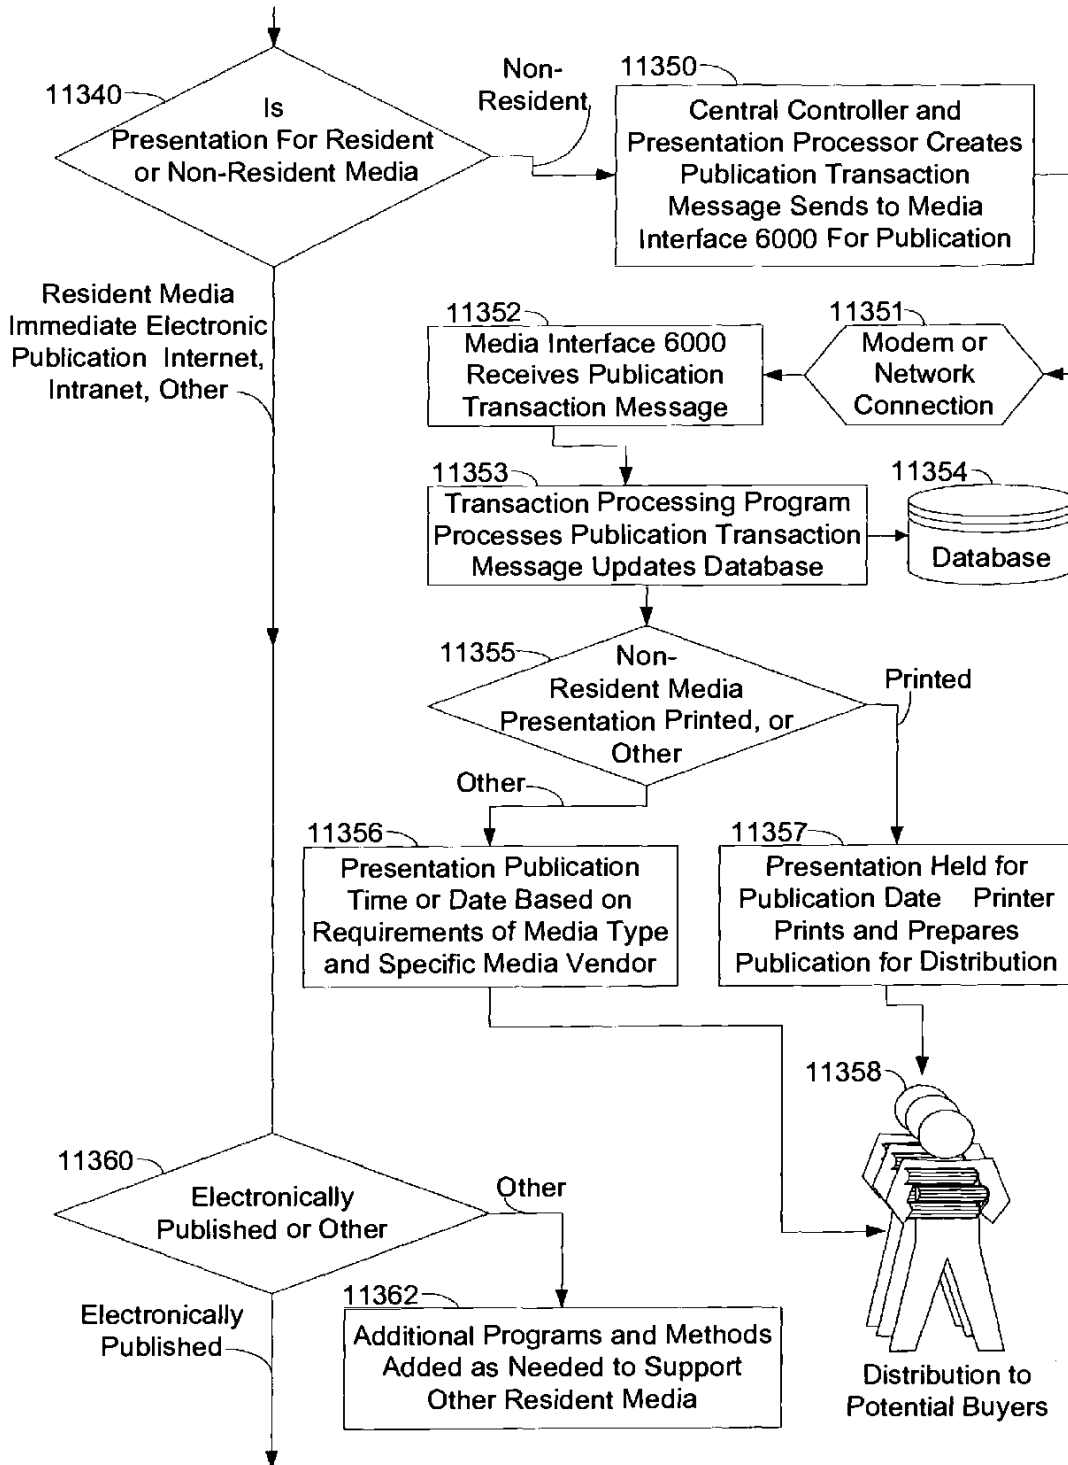 11340
Is
Presentation For Resident
or Non-Resident Media
Non-
Resident
11350
Central Controller and
Presentation Processor Creates
Publication Transaction
Message Sends to Media
Interface 6000 For Publication
Resident Media
Immediate Electronic
Publication Internet,
Intranet, Other
11352
Media Interface 6000
Receives Publication
Transaction Message
11351
Modem or
Network
Connection
11353
Transaction Processing Program
Processes Publication Transaction
Message Updates Database
11354
Database
11355
Non-
Resident Media
Presentation Printed, or
Other
Printed
Other
11356
Presentation Publication
Time or Date Based on
Requirements of Media Type
and Specific Media Vendor
11357
Presentation Held for
Publication Date Printer
Prints and Prepares
Publication for Distribution
11358
Distribution to
Potential Buyers
11360
Electronically
Published or Other
Other
Electronically
Published
11362
Additional Programs and Methods
Added as Needed to Support
Other Resident Media